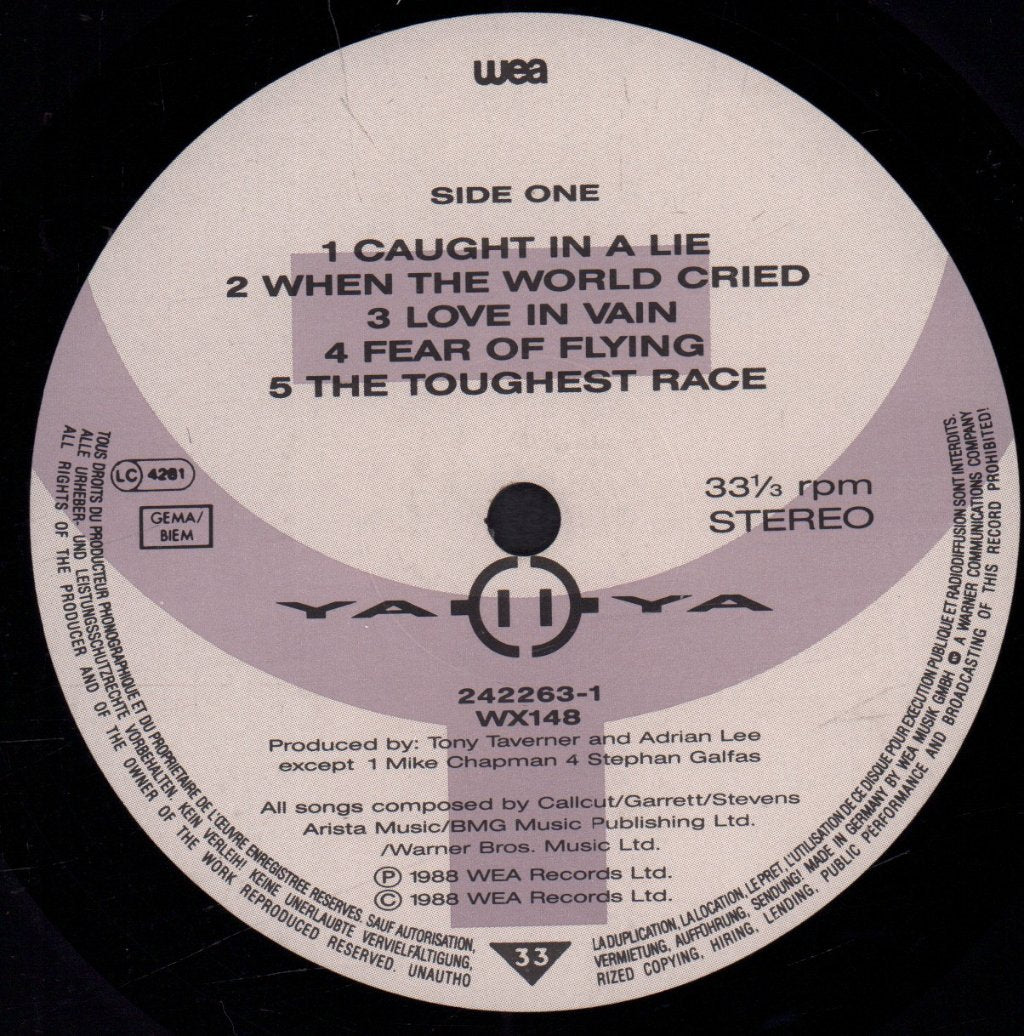 wea
SIDE ONE
1 CAUGHT IN A LIE
2 WHEN THE WORLD CRIED
3 LOVE IN VAIN
4 FEAR OF FLYING
5 THE TOUGHEST RACE
LC 4281
GEMA/
BIEM
33⅓ rpm
STEREO
YA YA
242263-1
WX148
Produced by: Tony Taverner and Adrian Lee
except 1 Mike Chapman 4 Stephan Galfas
All songs composed by Callcut/Garrett/Stevens
Arista Music/BMG Music Publishing Ltd.
/Warner Bros. Music Ltd.
Ⓟ 1988 WEA Records Ltd.
© 1988 WEA Records Ltd.
33
TOUS DROITS DU PRODUCTEUR PHONOGRAPHIQUE ET DU PROPRIETAIRE DE L'ŒUVRE ENREGISTREE RESERVES. SAUF AUTORISATION, LA DUPLICATION, LA LOCATION, LE PRET, L'UTILISATION DE CE DISQUE POUR EXECUTION PUBLIQUE ET RADIODIFFUSION SONT INTERDITS.
ALLE URHEBER UND LEISTUNGSSCHUTZRECHTE VORBEHALTEN. KEIN VERLEIH! KEINE UNERLAUBTE VERVIELFÄLTIGUNG, VERMIETUNG, AUFFÜHRUNG, SENDUNG! MADE IN GERMANY BY WEA MUSIK GMBH A WARNER COMMUNICATIONS COMPANY
ALL RIGHTS OF THE PRODUCER AND OF THE OWNER OF THE WORK REPRODUCED RESERVED. UNAUTHORIZED COPYING, HIRING, LENDING, PUBLIC PERFORMANCE AND BROADCASTING OF THIS RECORD PROHIBITED!